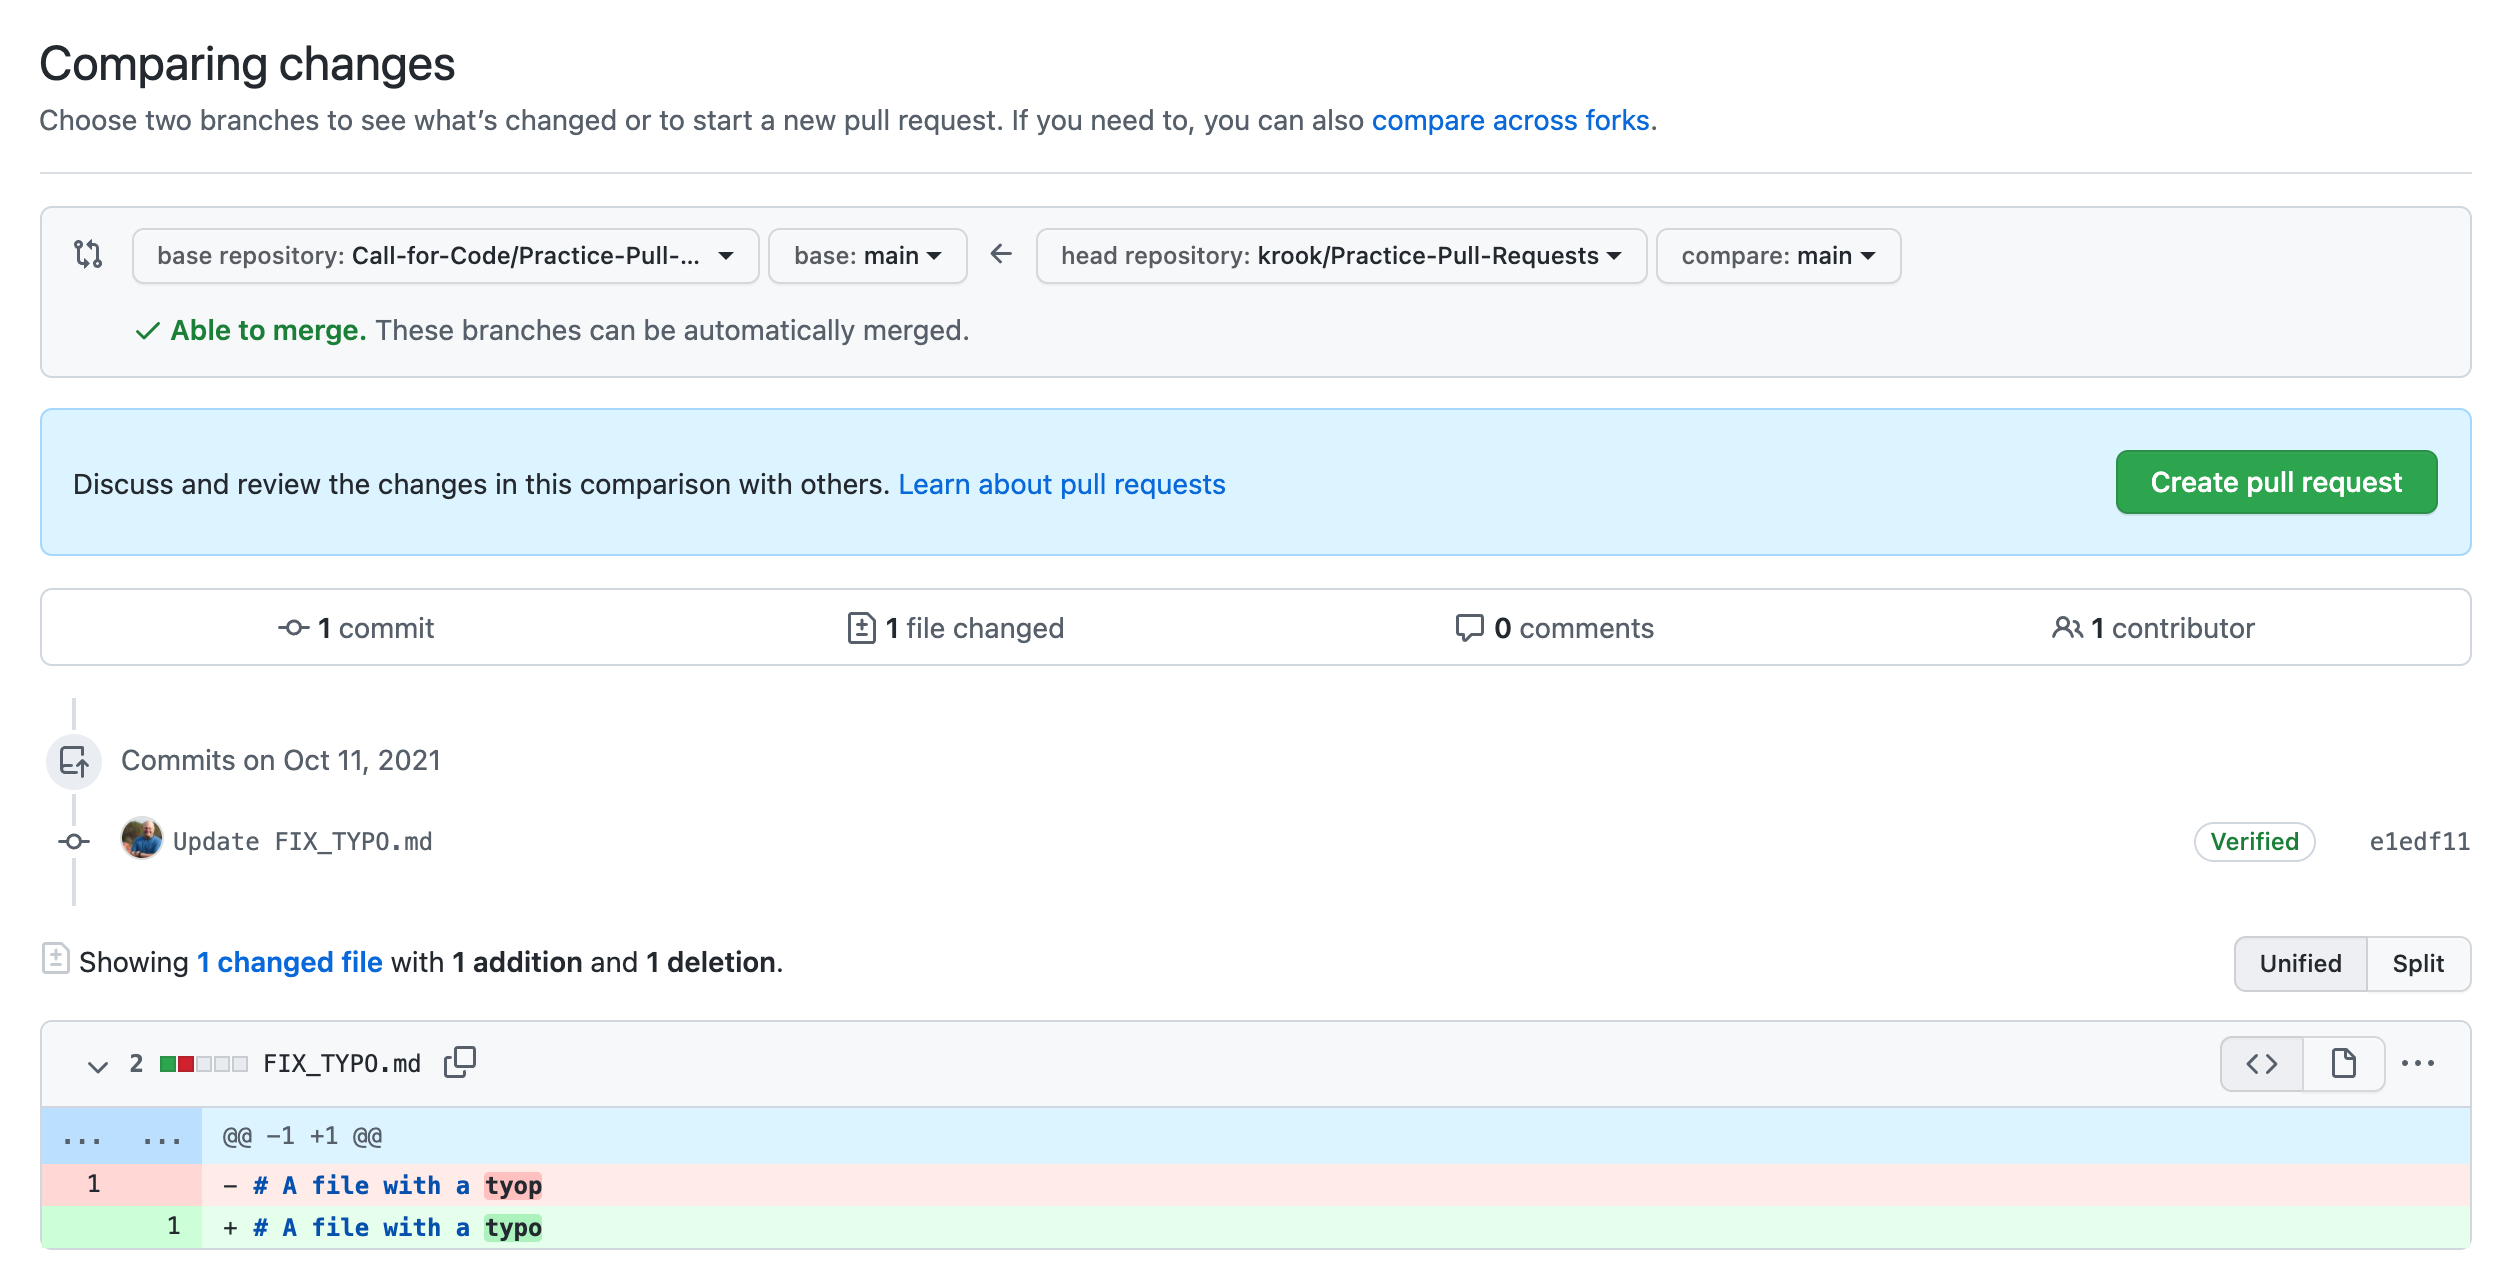 Comparing changes
Choose two branches to see what’s changed or to start a new pull request. If you need to, you can also compare across forks.
base repository: Call-for-Code/Practice-Pull-... base: main head repository: krook/Practice-Pull-Requests compare: main
Able to merge. These branches can be automatically merged.
Discuss and review the changes in this comparison with others. Learn about pull requests Create pull request
1 commit 1 file changed 0 comments 1 contributor
Commits on Oct 11, 2021
Update FIX_TYPO.md Verified e1edf11
Showing 1 changed file with 1 addition and 1 deletion. Unified Split
2 FIX_TYPO.md
... ... @@ -1 +1 @@
1 - # A file with a tyop
1 + # A file with a typo